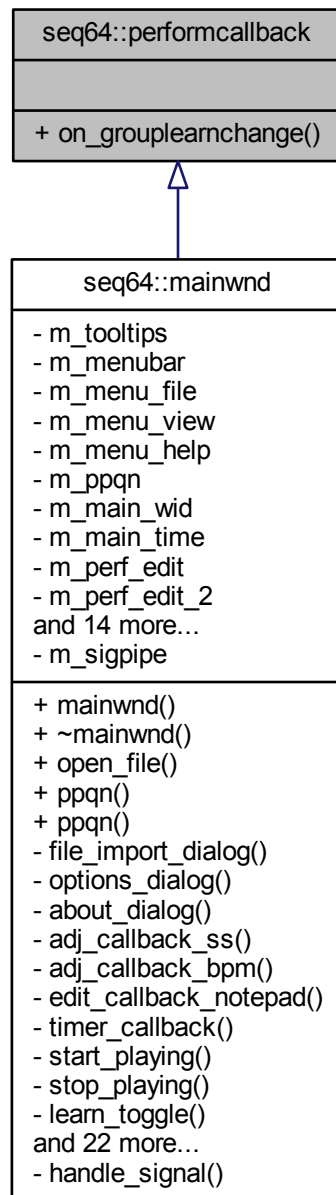 seq64::performcallback
+ on_grouplearnchange()
seq64::mainwnd
- m_tooltips
- m_menubar
- m_menu_file
- m_menu_view
- m_menu_help
- m_ppqn
- m_main_wid
- m_main_time
- m_perf_edit
- m_perf_edit_2
and 14 more...
- m_sigpipe
+ mainwnd()
+ ~mainwnd()
+ open_file()
+ ppqn()
+ ppqn()
- file_import_dialog()
- options_dialog()
- about_dialog()
- adj_callback_ss()
- adj_callback_bpm()
- edit_callback_notepad()
- timer_callback()
- start_playing()
- stop_playing()
- learn_toggle()
and 22 more...
- handle_signal()